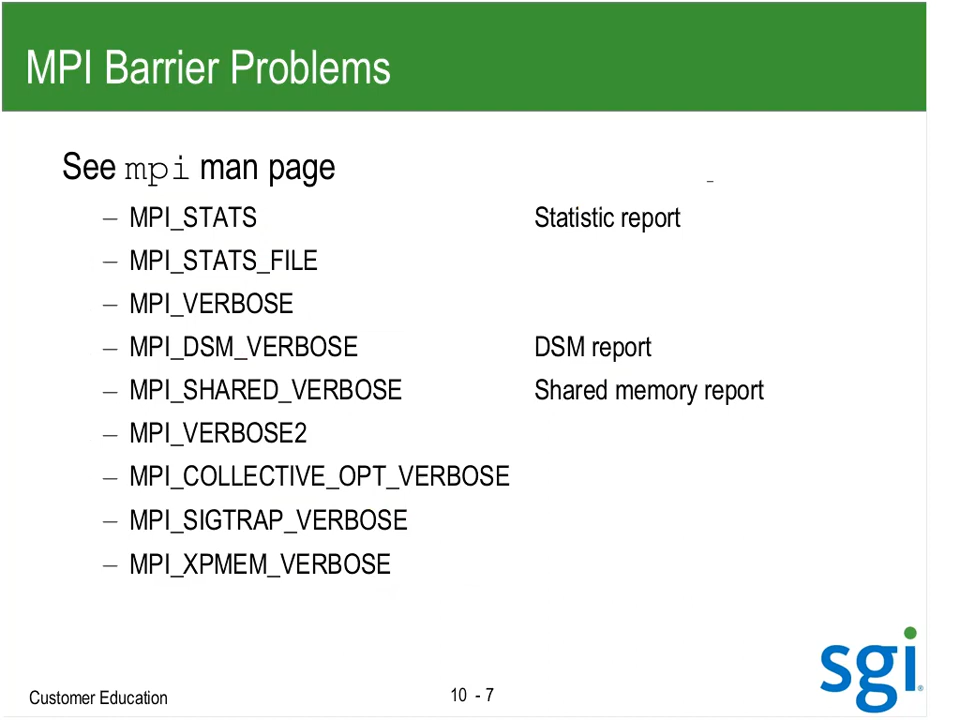 MPI Barrier Problems
See mpi man page
– MPI_STATS Statistic report
– MPI_STATS_FILE
– MPI_VERBOSE
– MPI_DSM_VERBOSE DSM report
– MPI_SHARED_VERBOSE Shared memory report
– MPI_VERBOSE2
– MPI_COLLECTIVE_OPT_VERBOSE
– MPI_SIGTRAP_VERBOSE
– MPI_XPMEM_VERBOSE
sgi®
Customer Education 10 - 7